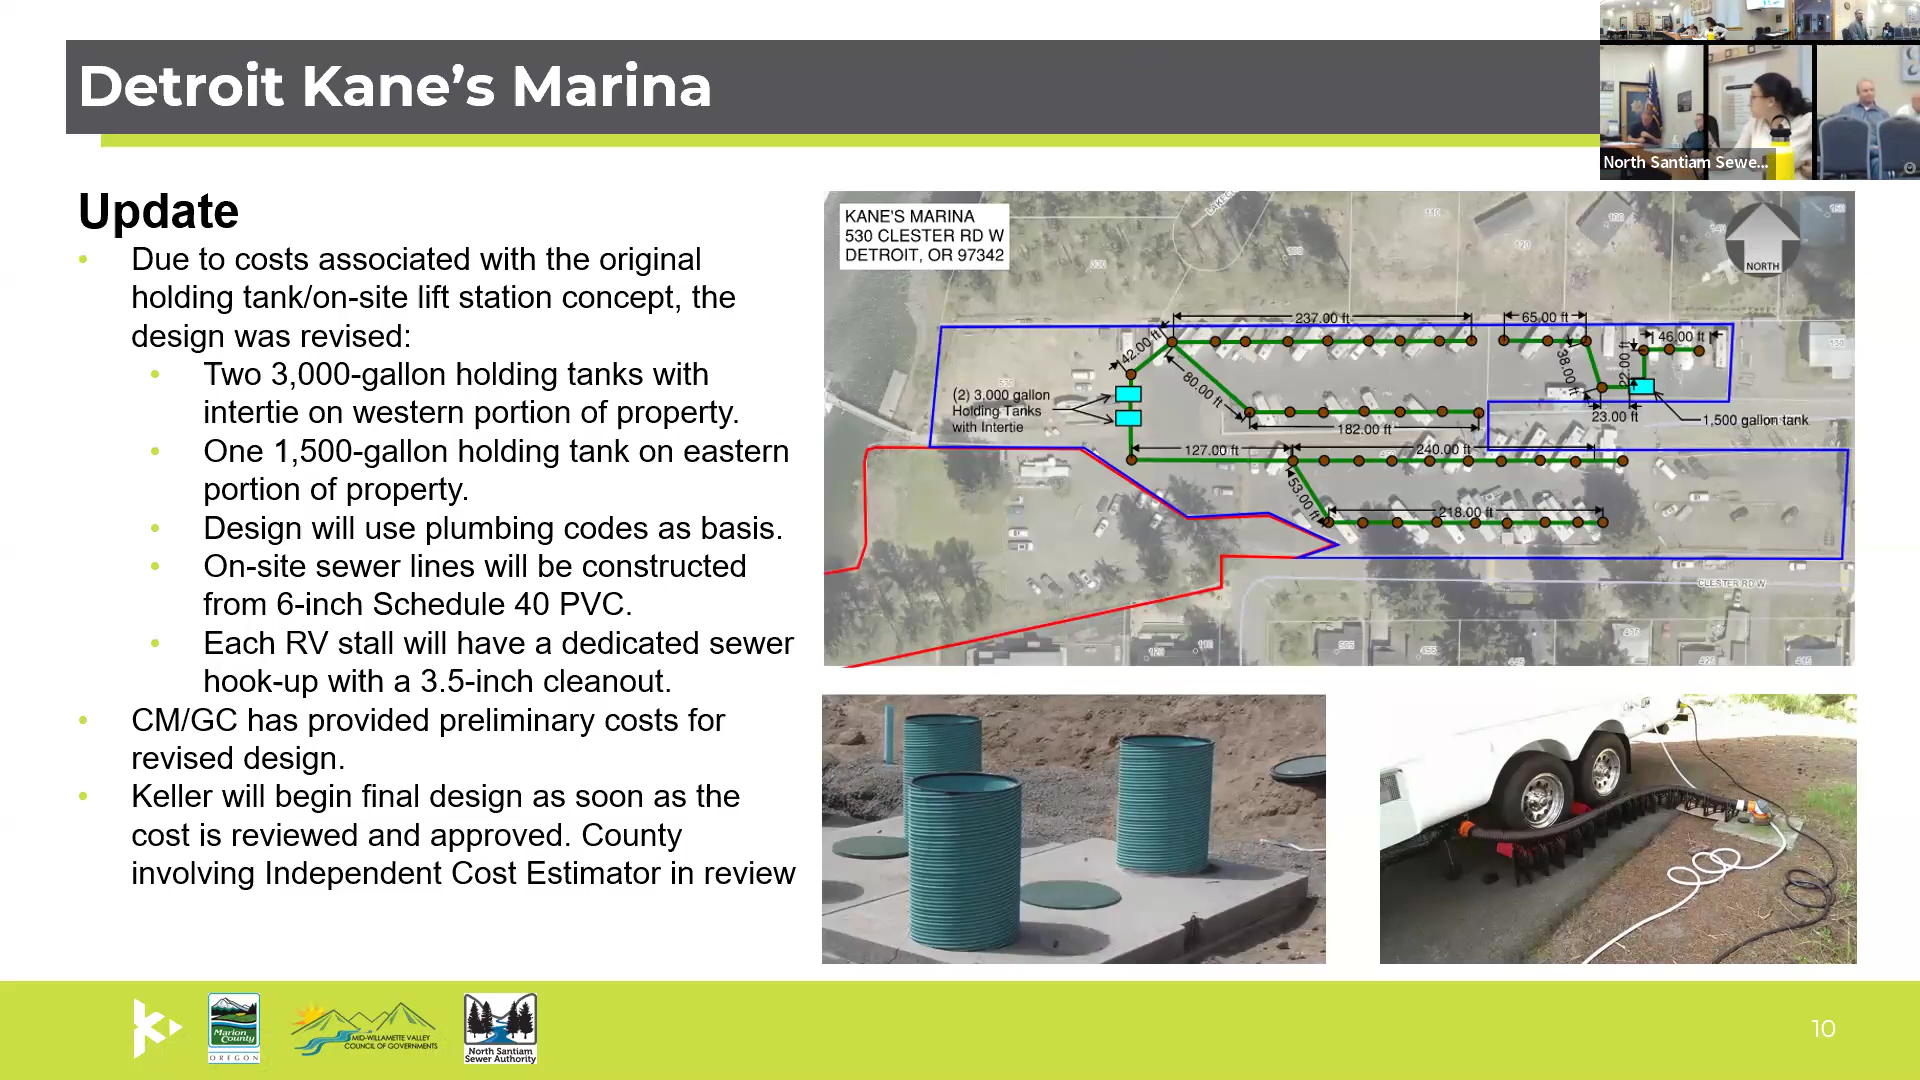 Detroit Kane's Marina
North Santiam Sewe...
Update
• Due to costs associated with the original
holding tank/on-site lift station concept, the
design was revised:
• Two 3,000-gallon holding tanks with
intertie on western portion of property.
• One 1,500-gallon holding tank on eastern
portion of property.
• Design will use plumbing codes as basis.
• On-site sewer lines will be constructed
from 6-inch Schedule 40 PVC.
• Each RV stall will have a dedicated sewer
hook-up with a 3.5-inch cleanout.
• CM/GC has provided preliminary costs for
revised design.
• Keller will begin final design as soon as the
cost is reviewed and approved. County
involving Independent Cost Estimator in review
KANE'S MARINA
530 CLESTER RD W
DETROIT, OR 97342
NORTH
237.00 ft
65.00 ft
46.00 ft
42.00 ft
80.00 ft
38.00 ft
22.00 ft
23.00 ft
(2) 3.000 gallon
Holding Tanks
with Intertie
1,500 gallon tank
182.00 ft
127.00 ft
240.00 ft
53.00 ft
218.00 ft
CLESTER RD W
Marion
County
OREGON
MID-WILLAMETTE VALLEY
COUNCIL OF GOVERNMENTS
North Santiam
Sewer Authority
10